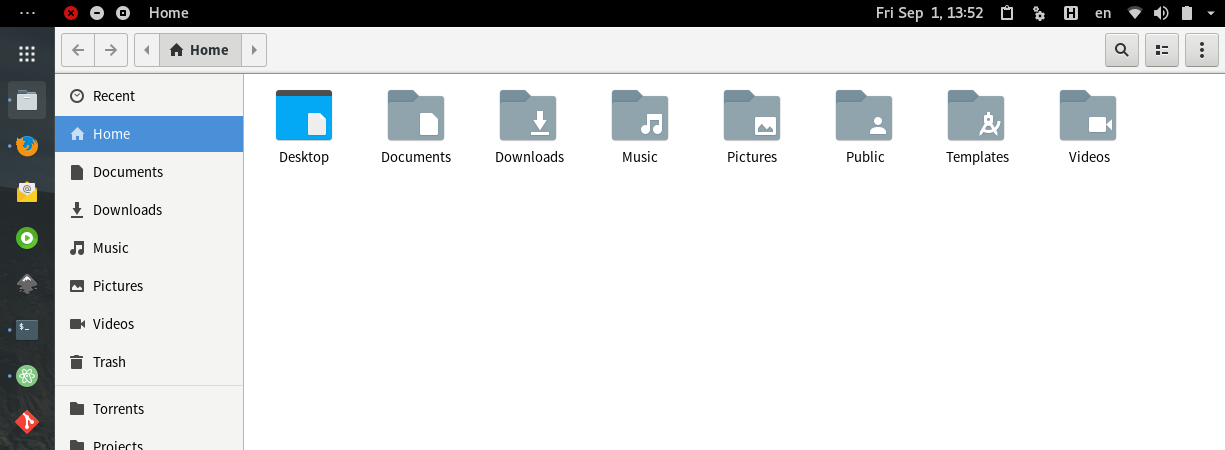 Home
Fri Sep 1, 13:52
en
Home
Recent
Home
Documents
Downloads
Music
Pictures
Videos
Trash
Torrents
Projects
Desktop
Documents
Downloads
Music
Pictures
Public
Templates
Videos